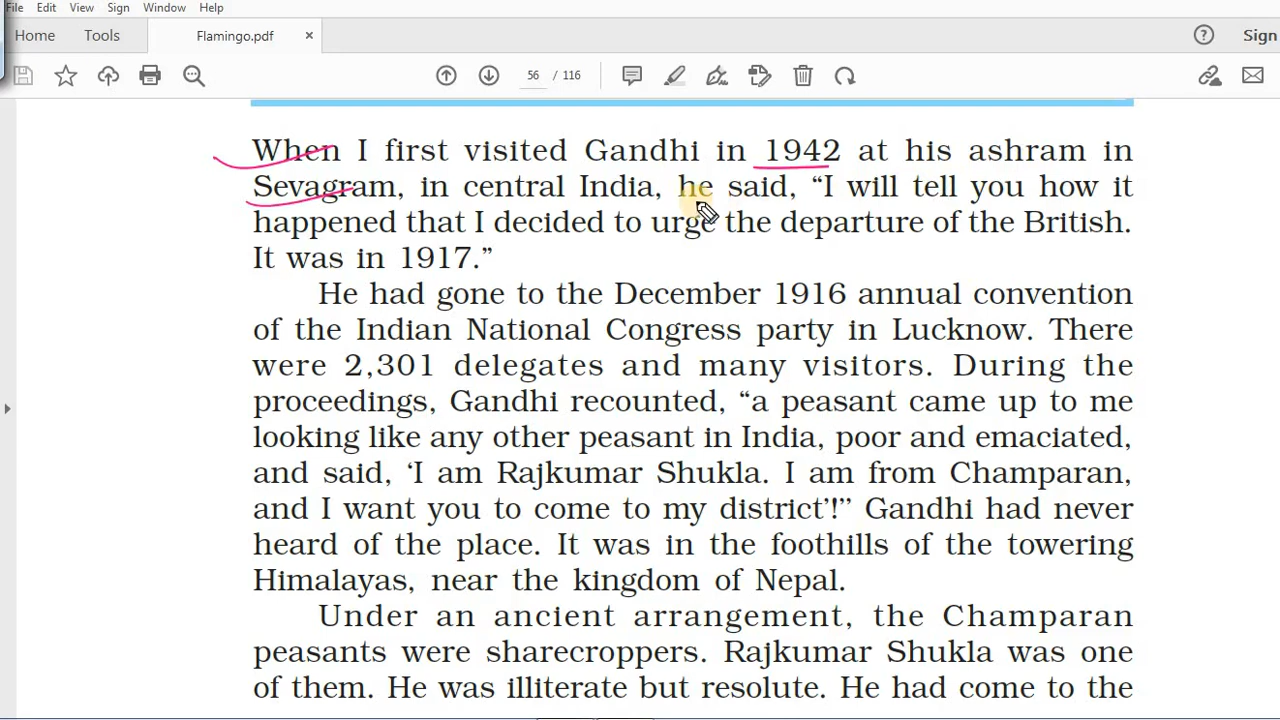 File Edit View Sign Window Help
Home Tools Flamingo.pdf × ? Sign
56 / 116
When I first visited Gandhi in 1942 at his ashram in
Sevagram, in central India, he said, “I will tell you how it
happened that I decided to urge the departure of the British.
It was in 1917.”
He had gone to the December 1916 annual convention
of the Indian National Congress party in Lucknow. There
were 2,301 delegates and many visitors. During the
proceedings, Gandhi recounted, “a peasant came up to me
looking like any other peasant in India, poor and emaciated,
and said, ‘I am Rajkumar Shukla. I am from Champaran,
and I want you to come to my district’!’’ Gandhi had never
heard of the place. It was in the foothills of the towering
Himalayas, near the kingdom of Nepal.
Under an ancient arrangement, the Champaran
peasants were sharecroppers. Rajkumar Shukla was one
of them. He was illiterate but resolute. He had come to the